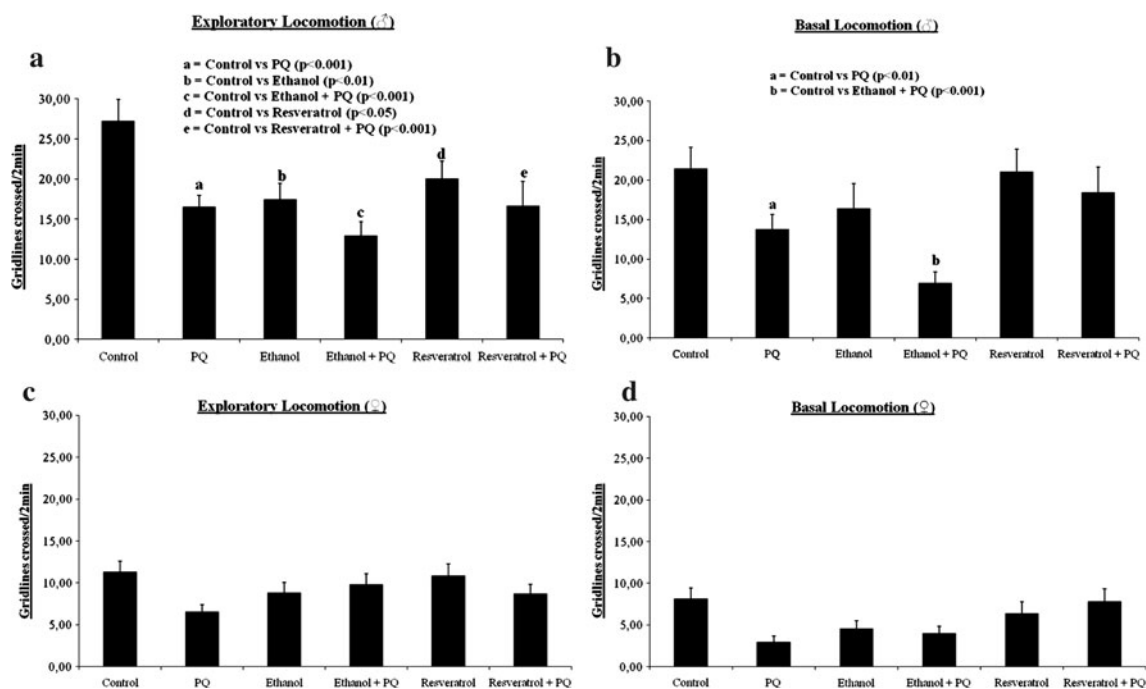 Exploratory Locomotion (♂)
a
a = Control vs PQ (p<0.001)
b = Control vs Ethanol (p<0.01)
c = Control vs Ethanol + PQ (p<0.001)
d = Control vs Resveratrol (p<0.05)
e = Control vs Resveratrol + PQ (p<0.001)
Gridlines crossed/2min
30,00
25,00
20,00
15,00
10,00
5,00
0,00
a
b
c
d
e
Control PQ Ethanol Ethanol + PQ Resveratrol Resveratrol + PQ
Basal Locomotion (♂)
b
a = Control vs PQ (p<0.01)
b = Control vs Ethanol + PQ (p<0.001)
Gridlines crossed/2min
30,00
25,00
20,00
15,00
10,00
5,00
0,00
a
b
Control PQ Ethanol Ethanol + PQ Resveratrol Resveratrol + PQ
c
Exploratory Locomotion (♀)
Gridlines crossed/2min
30,00
25,00
20,00
15,00
10,00
5,00
0,00
Control PQ Ethanol Ethanol + PQ Resveratrol Resveratrol + PQ
d
Basal Locomotion (♀)
Gridlines crossed/2min
30,00
25,00
20,00
15,00
10,00
5,00
0,00
Control PQ Ethanol Ethanol + PQ Resveratrol Resveratrol + PQ